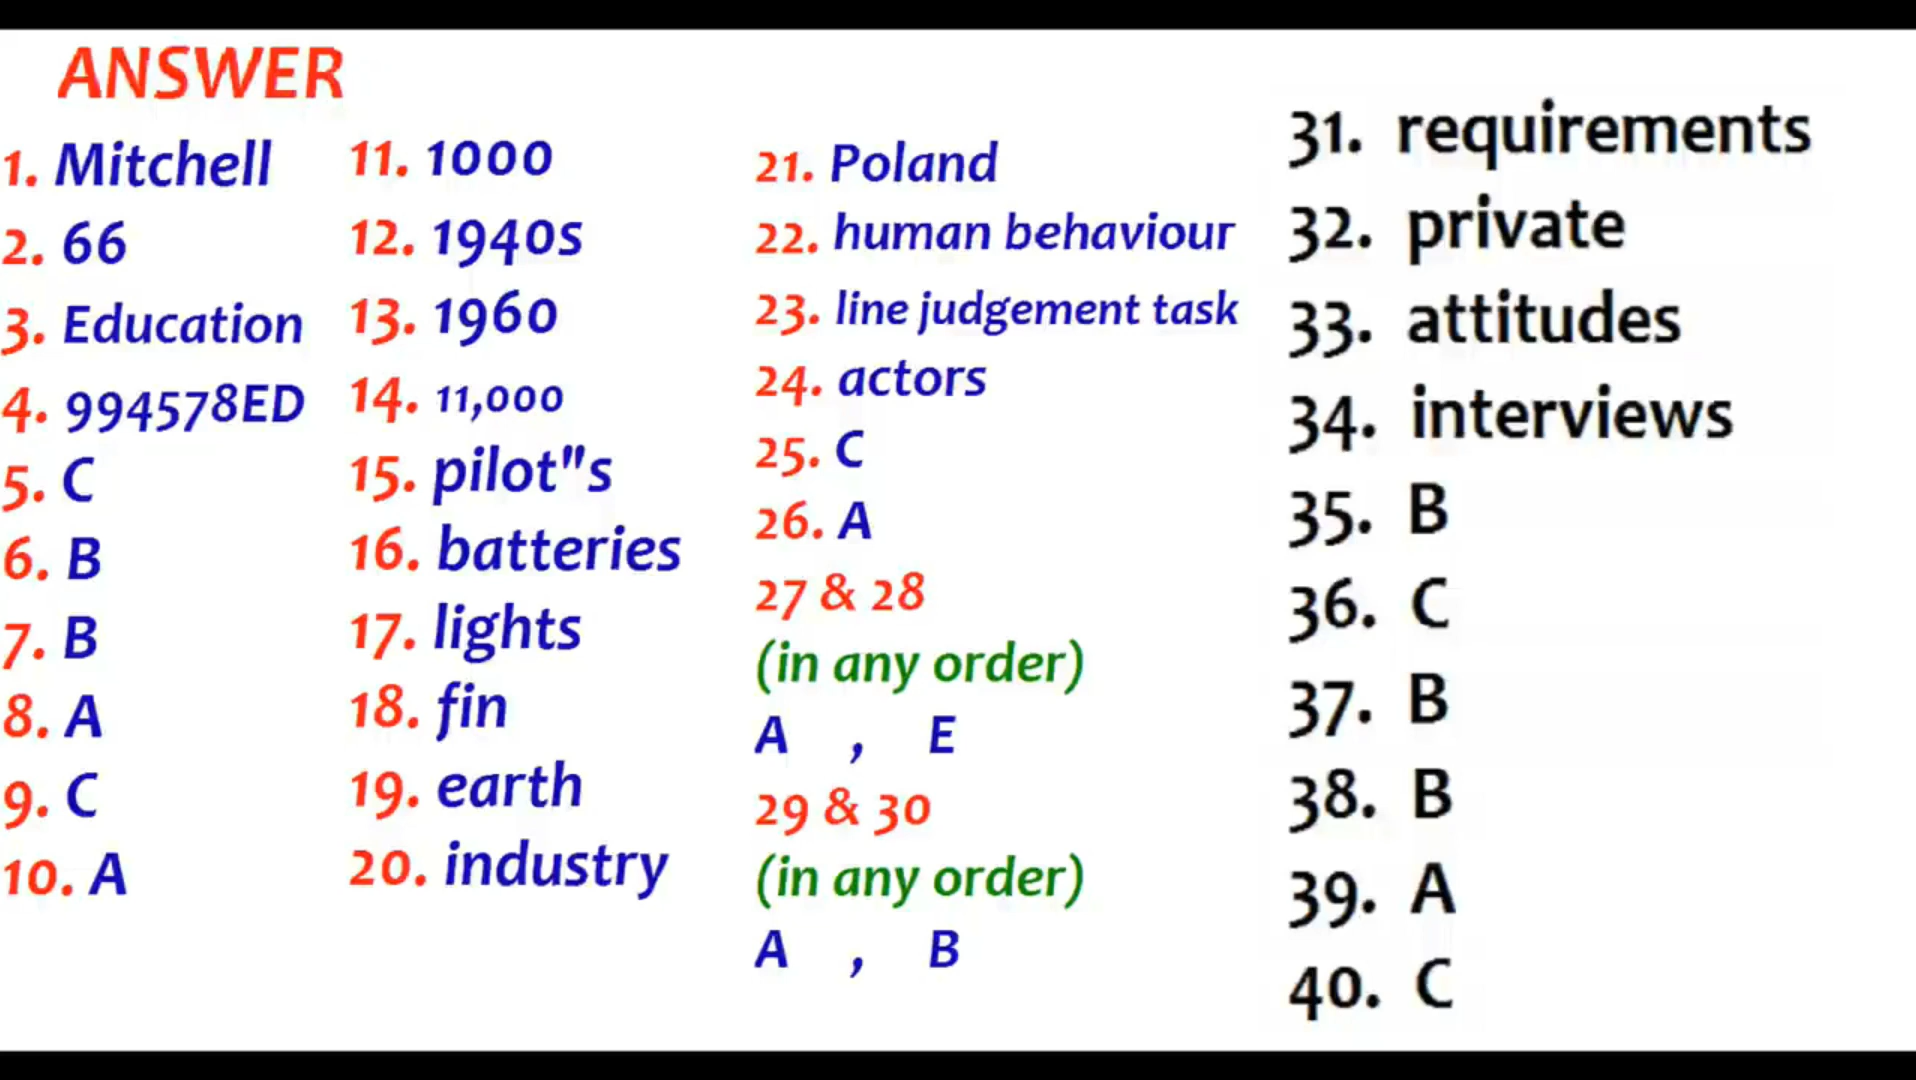 ANSWER
1. Mitchell
2. 66
3. Education
4. 994578ED
5. C
6. B
7. B
8. A
9. C
10. A
11. 1000
12. 1940s
13. 1960
14. 11,000
15. pilot"s
16. batteries
17. lights
18. fin
19. earth
20. industry
21. Poland
22. human behaviour
23. line judgement task
24. actors
25. C
26. A
27 & 28
(in any order)
A , E
29 & 30
(in any order)
A , B
31. requirements
32. private
33. attitudes
34. interviews
35. B
36. C
37. B
38. B
39. A
40. C